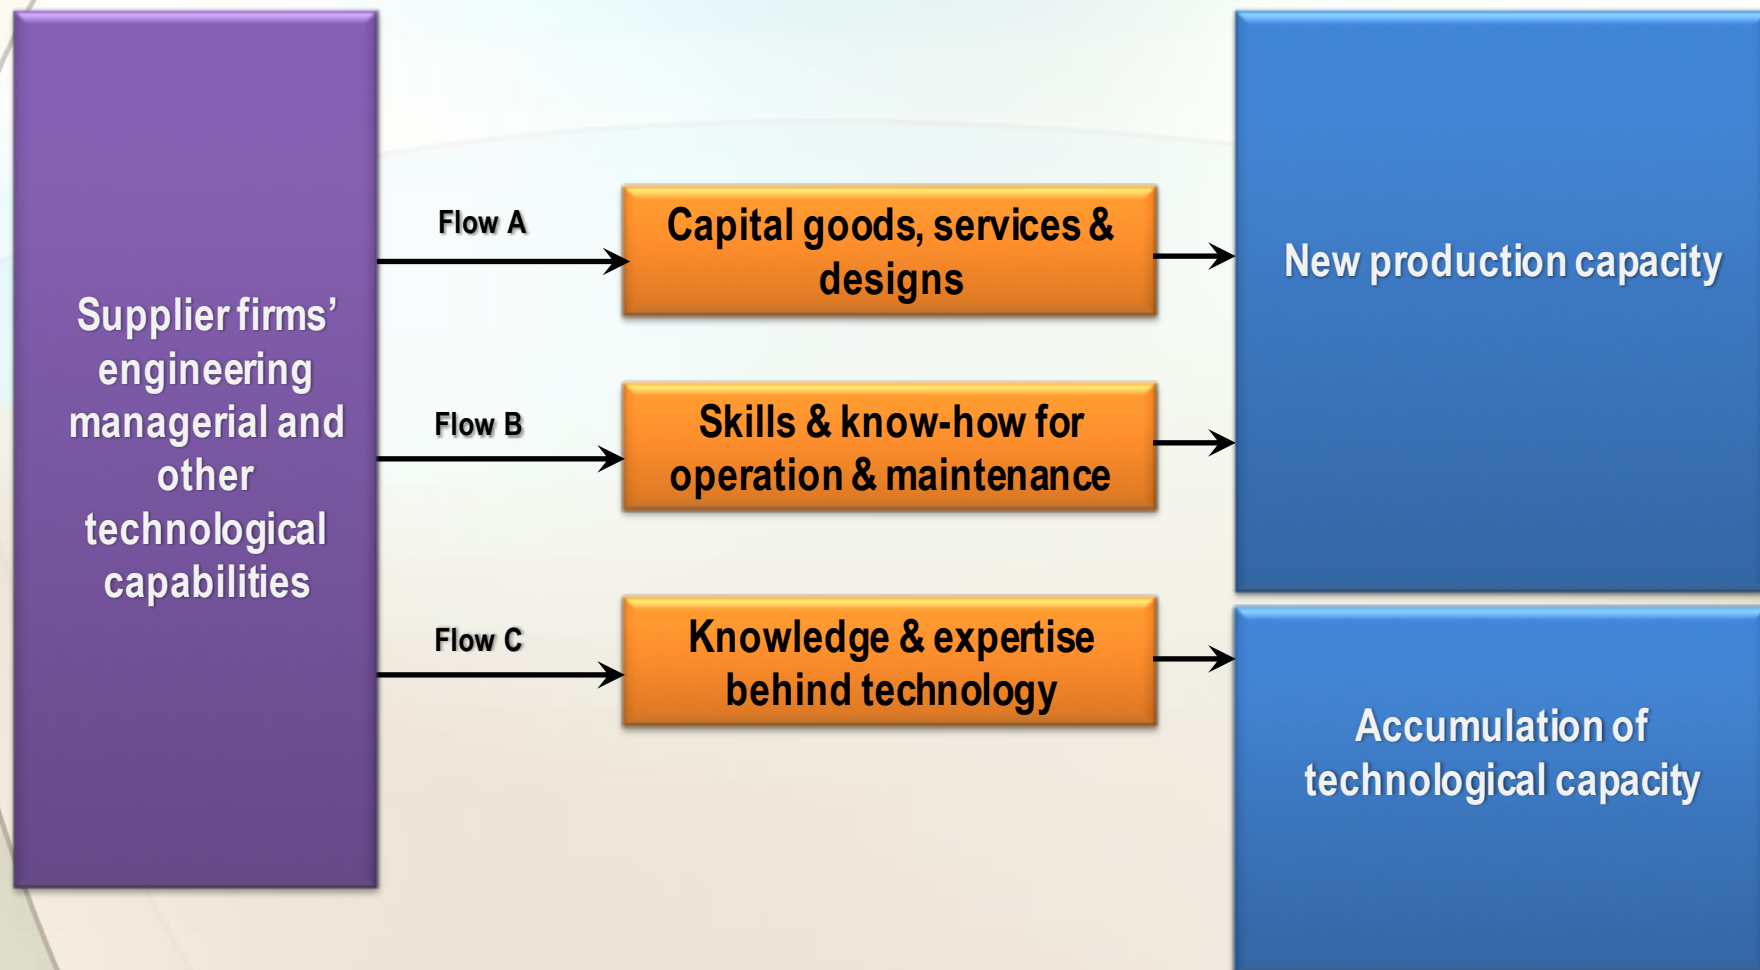 Supplier firms’
engineering
managerial and
other
technological
capabilities
Flow A
Capital goods, services &
designs
New production capacity
Flow B
Skills & know-how for
operation & maintenance
Flow C
Knowledge & expertise
behind technology
Accumulation of
technological capacity